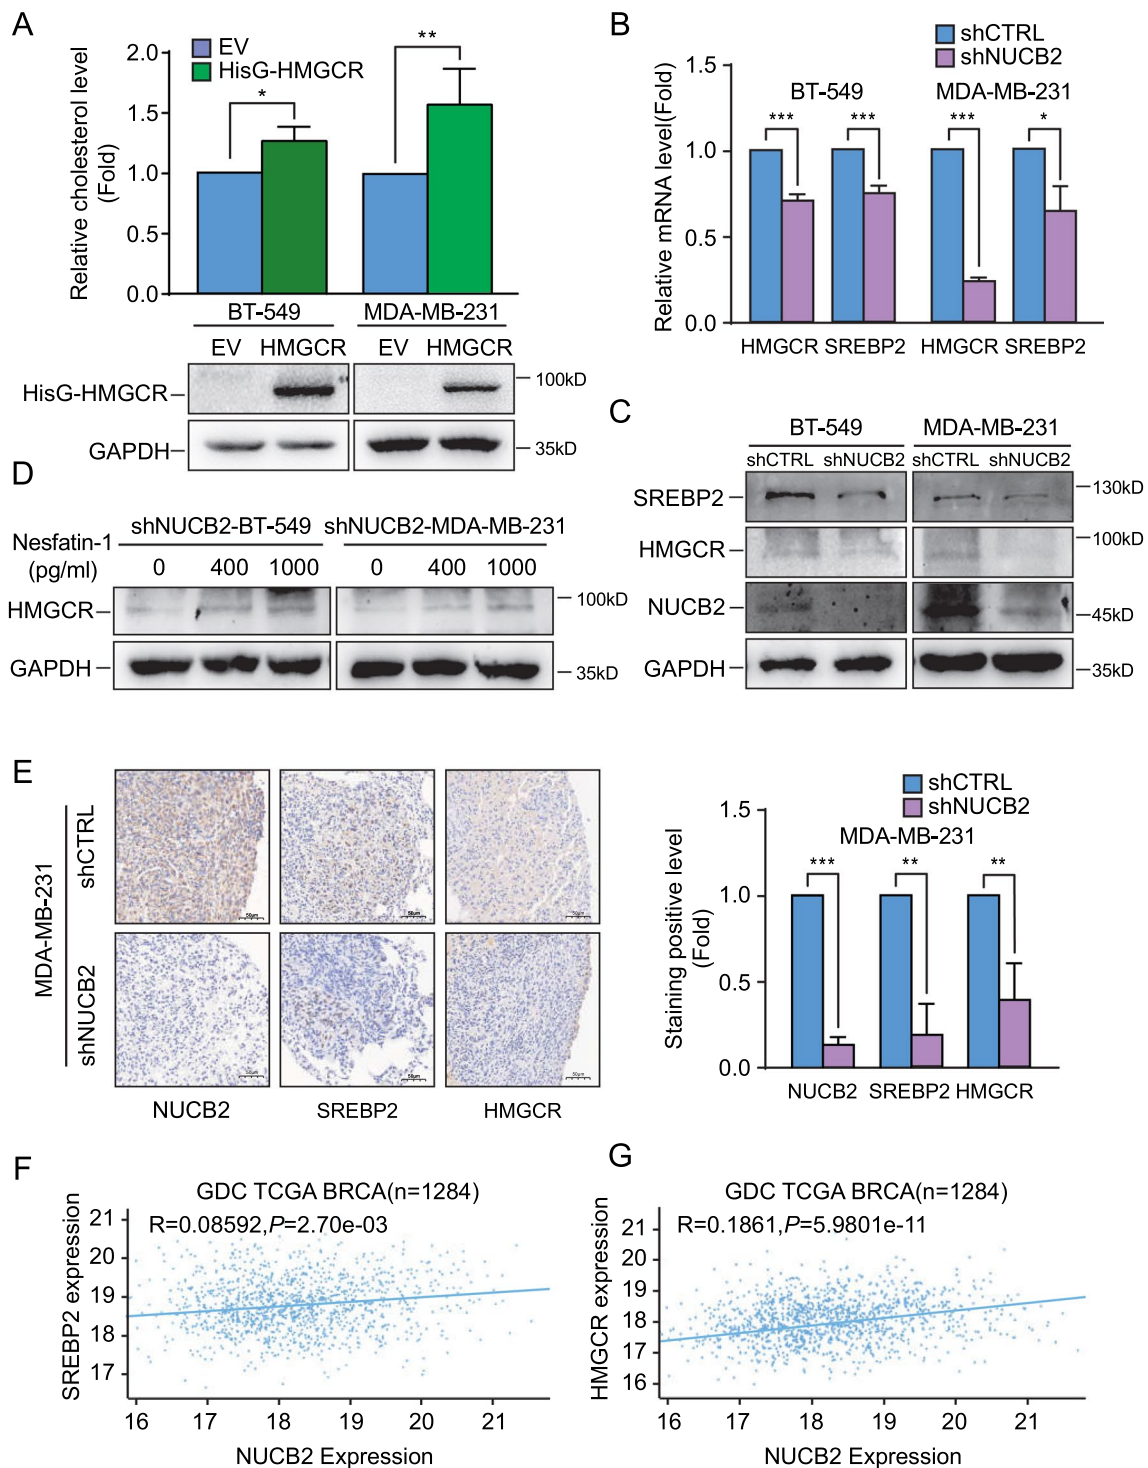 A
Relative cholesterol level
(Fold)
2.0
1.5
1.0
0.5
0.0
EV
HisG-HMGCR
*
**
BT-549
MDA-MB-231
EV HMGCR EV HMGCR
HisG-HMGCR
100kD
GAPDH
35kD
B
shCTRL
shNUCB2
Relative mRNA level(Fold)
1.5
1.0
0.5
0.0
BT-549
MDA-MB-231
*** *** *** *
HMGCR SREBP2 HMGCR SREBP2
C
BT-549 MDA-MB-231
shCTRL shNUCB2 shCTRL shNUCB2
SREBP2
130kD
HMGCR
100kD
NUCB2
45kD
GAPDH
35kD
D
shNUCB2-BT-549 shNUCB2-MDA-MB-231
Nesfatin-1
(pg/ml)
0 400 1000 0 400 1000
HMGCR
100kD
GAPDH
35kD
E
MDA-MB-231
shCTRL
shNUCB2
50μm 50μm 50μm
50μm 50μm 50μm
NUCB2 SREBP2 HMGCR
shCTRL
shNUCB2
Staining positive level
(Fold)
1.5
1.0
0.5
0.0
MDA-MB-231
*** ** **
NUCB2 SREBP2 HMGCR
F
GDC TCGA BRCA(n=1284)
R=0.08592,P=2.70e-03
SREBP2 expression
21
20
19
18
17
16 17 18 19 20 21
NUCB2 Expression
G
GDC TCGA BRCA(n=1284)
R=0.1861,P=5.9801e-11
HMGCR expression
21
20
19
18
17
16
16 17 18 19 20 21
NUCB2 Expression